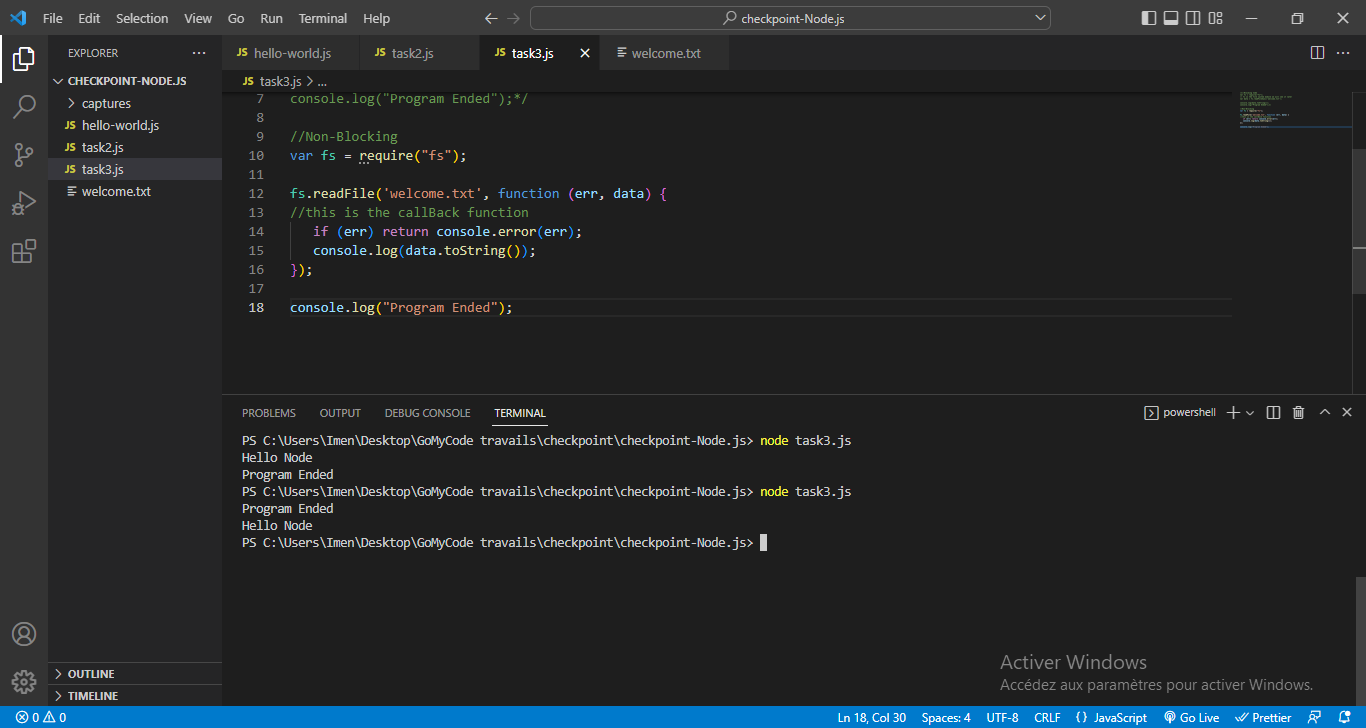 File Edit Selection View Go Run Terminal Help
checkpoint-Node.js
EXPLORER
JS hello-world.js JS task2.js JS task3.js welcome.txt
JS task3.js > ...
CHECKPOINT-NODE.JS
captures
JS hello-world.js
JS task2.js
JS task3.js
welcome.txt
7 console.log("Program Ended");*/
8
9 //Non-Blocking
10 var fs = require("fs");
11
12 fs.readFile('welcome.txt', function (err, data) {
13 //this is the callBack function
14 if (err) return console.error(err);
15 console.log(data.toString());
16 });
17
18 console.log("Program Ended");
PROBLEMS OUTPUT DEBUG CONSOLE TERMINAL
powershell
PS C:\Users\Imen\Desktop\GoMyCode travails\checkpoint\checkpoint-Node.js> node task3.js
Hello Node
Program Ended
PS C:\Users\Imen\Desktop\GoMyCode travails\checkpoint\checkpoint-Node.js> node task3.js
Program Ended
Hello Node
PS C:\Users\Imen\Desktop\GoMyCode travails\checkpoint\checkpoint-Node.js>
Activer Windows
Accédez aux paramètres pour activer Windows.
OUTLINE
TIMELINE
0 0
Ln 18, Col 30 Spaces: 4 UTF-8 CRLF {} JavaScript Go Live Prettier